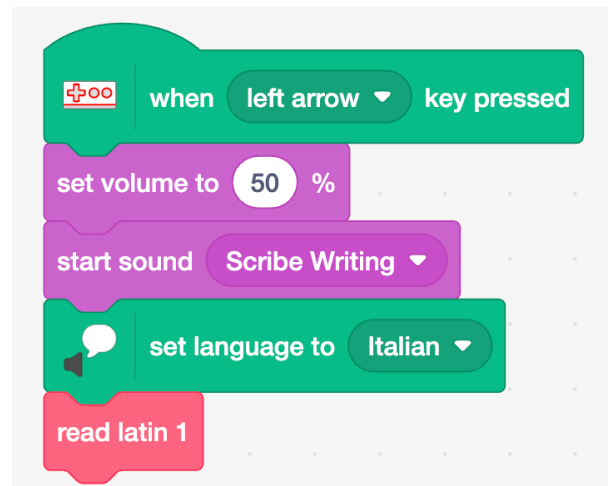 when left arrow key pressed
set volume to 50 %
start sound Scribe Writing
set language to Italian
read latin 1